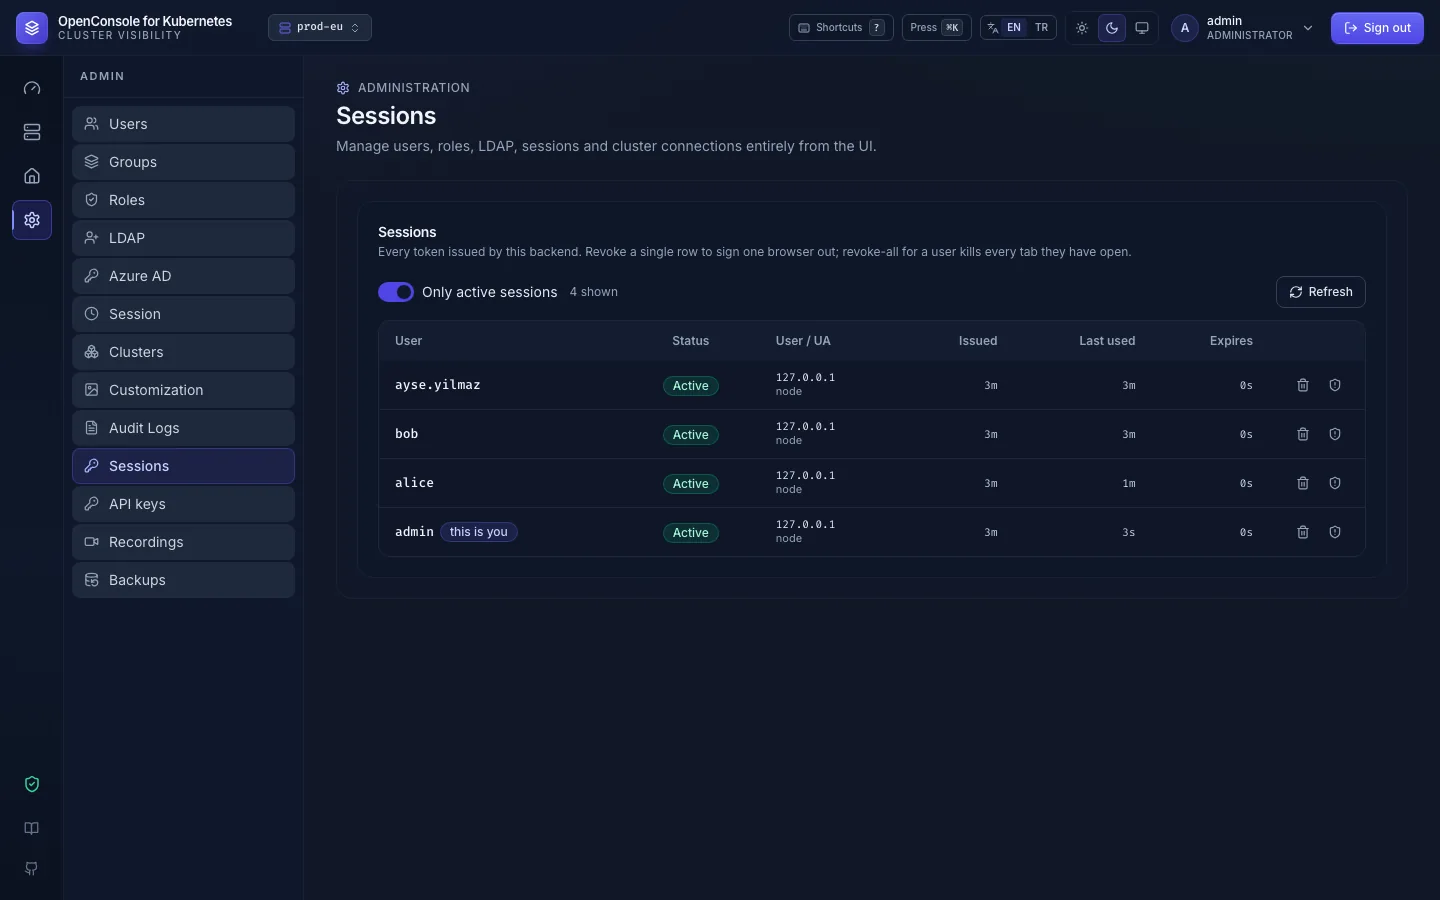 OpenConsole for Kubernetes
CLUSTER VISIBILITY
prod-eu
Shortcuts ?
Press ⌘K
EN TR
A
admin
ADMINISTRATOR
Sign out
ADMIN
Users
Groups
Roles
LDAP
Azure AD
Session
Clusters
Customization
Audit Logs
Sessions
API keys
Recordings
Backups
ADMINISTRATION
Sessions
Manage users, roles, LDAP, sessions and cluster connections entirely from the UI.
Sessions
Every token issued by this backend. Revoke a single row to sign one browser out; revoke-all for a user kills every tab they have open.
Only active sessions 4 shown
Refresh
User Status User / UA Issued Last used Expires
ayse.yilmaz Active 127.0.0.1 3m 3m 0s
node
bob Active 127.0.0.1 3m 3m 0s
node
alice Active 127.0.0.1 3m 1m 0s
node
admin this is you Active 127.0.0.1 3m 3s 0s
node